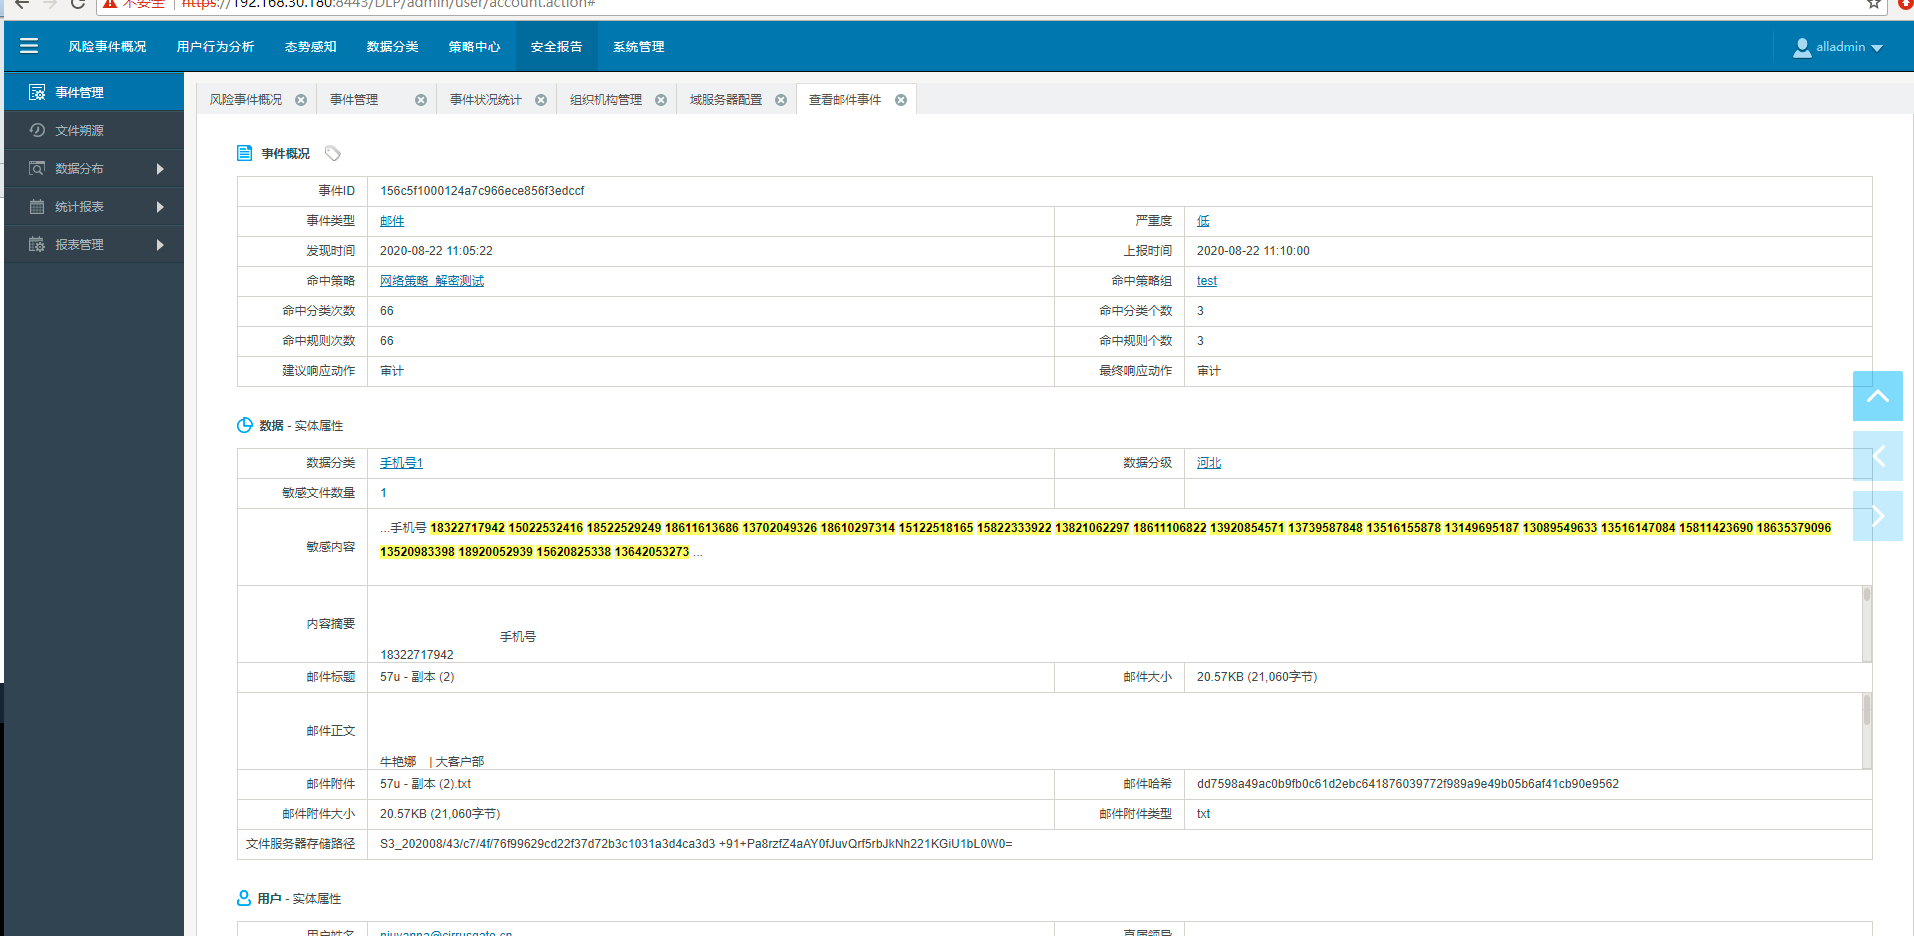 不安全 | https://192.168.30.180:8443/DLP/admin/user/account.action#
风险事件概况 用户行为分析 态势感知 数据分类 策略中心 安全报告 系统管理 alladmin
事件管理
文件朔源
数据分布
统计报表
报表管理
风险事件概况 事件管理 事件状况统计 组织机构管理 域服务器配置 查看邮件事件
事件概况
事件ID 156c5f1000124a7c966ece856f3edccf
事件类型 邮件 严重度 低
发现时间 2020-08-22 11:05:22 上报时间 2020-08-22 11:10:00
命中策略 网络策略_解密测试 命中策略组 test
命中分类次数 66 命中分类个数 3
命中规则次数 66 命中规则个数 3
建议响应动作 审计 最终响应动作 审计
数据 - 实体属性
数据分类 手机号1 数据分级 河北
敏感文件数量 1
敏感内容 ...手机号 18322717942 15022532416 18522529249 18611613686 13702049326 18610297314 15122518165 15822333922 13821062297 18611106822 13920854571 13739587848 13516155878 13149695187 13089549633 13516147084 15811423690 18635379096
13520983398 18920052939 15620825338 13642053273 ...
内容摘要 手机号
18322717942
邮件标题 57u - 副本 (2) 邮件大小 20.57KB (21,060字节)
邮件正文
牛艳娜 | 大客户部
邮件附件 57u - 副本 (2).txt 邮件哈希 dd7598a49ac0b9fb0c61d2ebc641876039772f989a9e49b05b6af41cb90e9562
邮件附件大小 20.57KB (21,060字节) 邮件附件类型 txt
文件服务器存储路径 S3_202008/43/c7/4f/76f99629cd22f37d72b3c1031a3d4ca3d3 +91+Pa8rzfZ4aAY0fJuvQrf5rbJkNh221KGiU1bL0W0=
用户 - 实体属性
用户姓名 niuyanna@cirrusgate.cn 直属领导